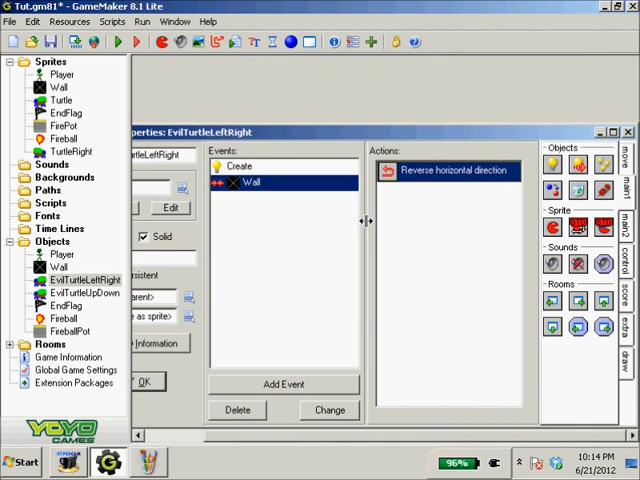 Tut.gm81* - GameMaker 8.1 Lite
File Edit Resources Scripts Run Window Help
Sprites
Player
Wall
Turtle
EndFlag
FirePot
Fireball
TurtleRight
Sounds
Backgrounds
Paths
Scripts
Fonts
Time Lines
Objects
Player
Wall
EvilTurtleLeftRight
EvilTurtleUpDown
EndFlag
Fireball
FireballPot
Rooms
Game Information
Global Game Settings
Extension Packages
YOYO
GAMES
operties: EvilTurtleLeftRight
rtleLeftRight
Edit
Solid
ersistent
arent>
e as sprite>
Information
OK
Events:
Create
Wall
Add Event
Delete
Change
Actions:
Reverse horizontal direction
Objects
Sprite
Sounds
Rooms
move
main1
main2
control
score
extra
draw
Start
HYPERCAM
96%
10:14 PM
6/21/2012